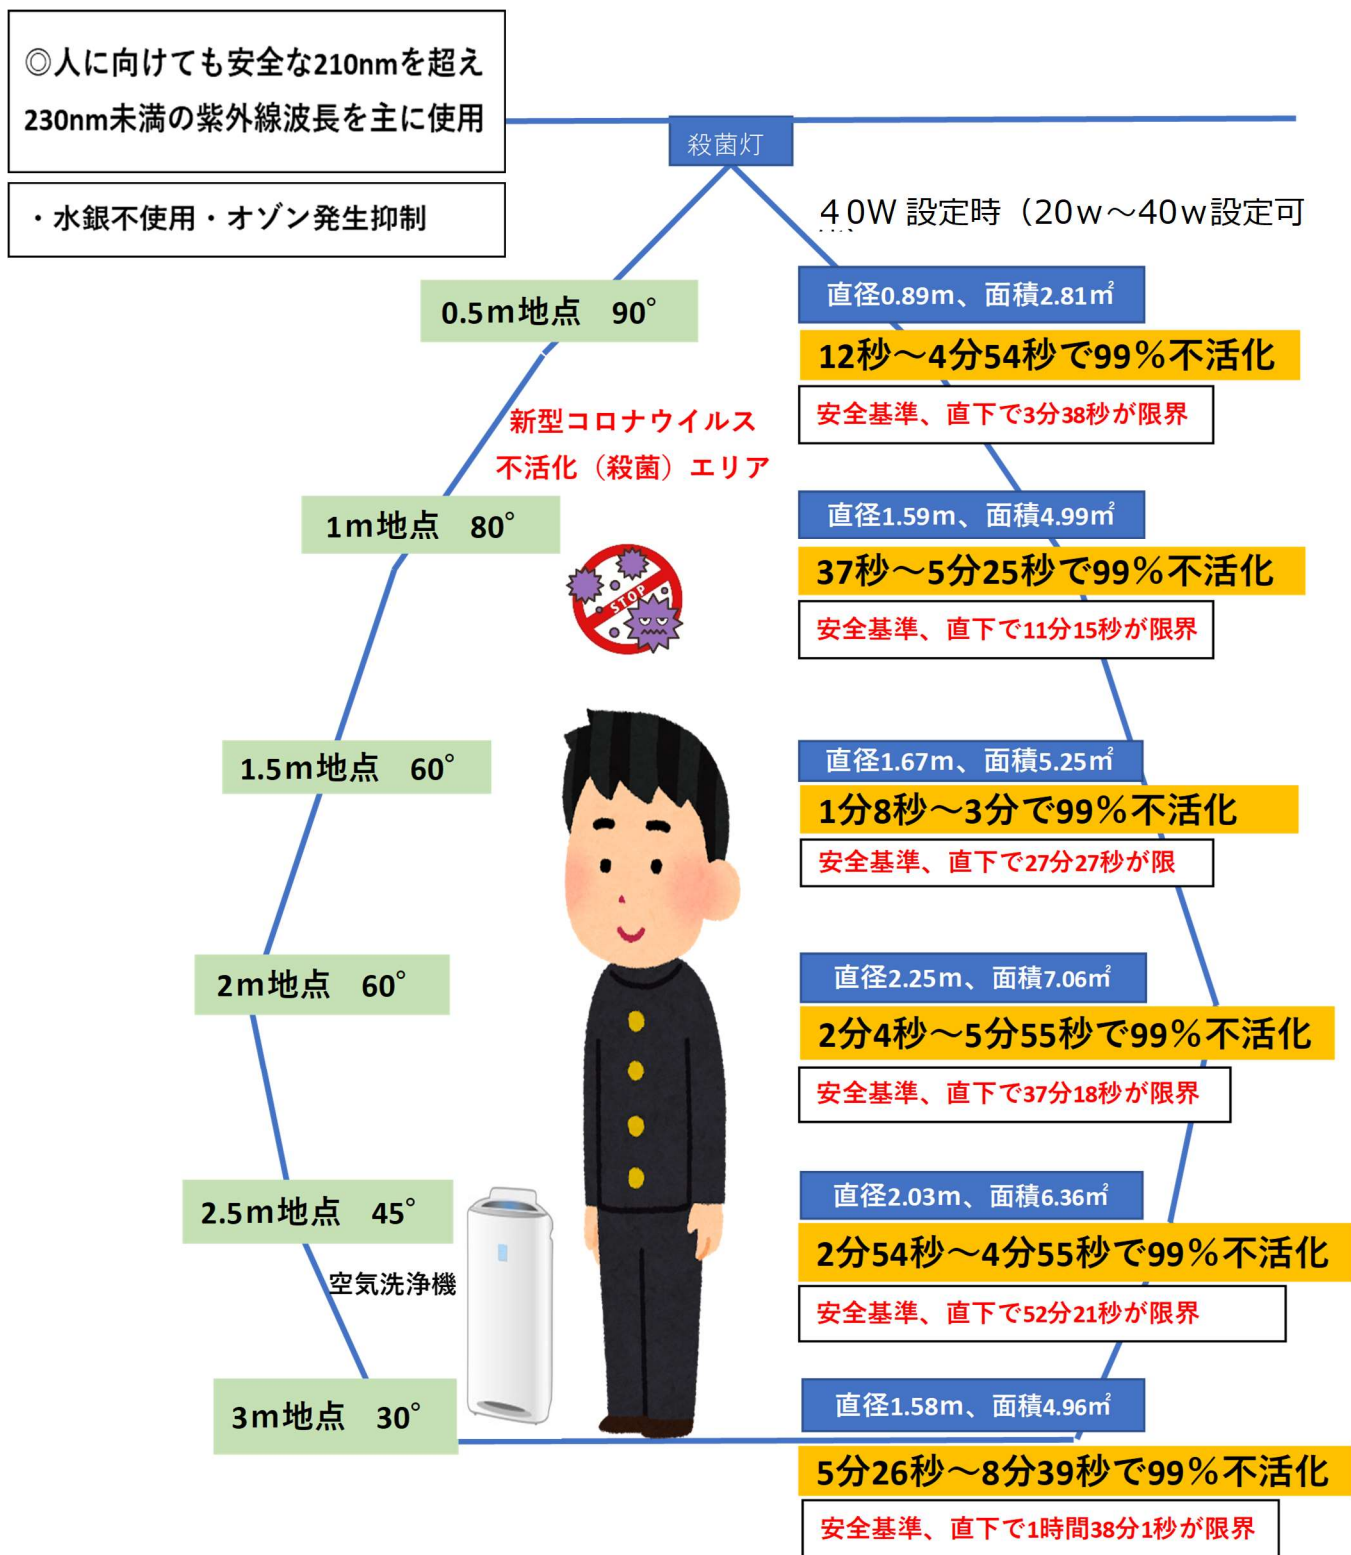 ◎人に向けても安全な210nmを超え
230nm未満の紫外線波長を主に使用
・水銀不使用・オゾン発生抑制
殺菌灯
４0W 設定時（20ｗ～40ｗ設定可
0.5ｍ地点　90°
直径0.89m、面積2.81㎡
12秒～4分54秒で99％不活化
安全基準、直下で3分38秒が限界
新型コロナウイルス
不活化（殺菌）エリア
1ｍ地点　80°
直径1.59m、面積4.99㎡
37秒～5分25秒で99％不活化
安全基準、直下で11分15秒が限界
STOP
1.5ｍ地点　60°
直径1.67m、面積5.25㎡
1分8秒～3分で99％不活化
安全基準、直下で27分27秒が限
2ｍ地点　60°
直径2.25m、面積7.06㎡
2分4秒～5分55秒で99％不活化
安全基準、直下で37分18秒が限界
2.5ｍ地点　45°
直径2.03m、面積6.36㎡
2分54秒～4分55秒で99％不活化
空気洗浄機
安全基準、直下で52分21秒が限界
3ｍ地点　30°
直径1.58m、面積4.96㎡
5分26秒～8分39秒で99％不活化
安全基準、直下で1時間38分1秒が限界